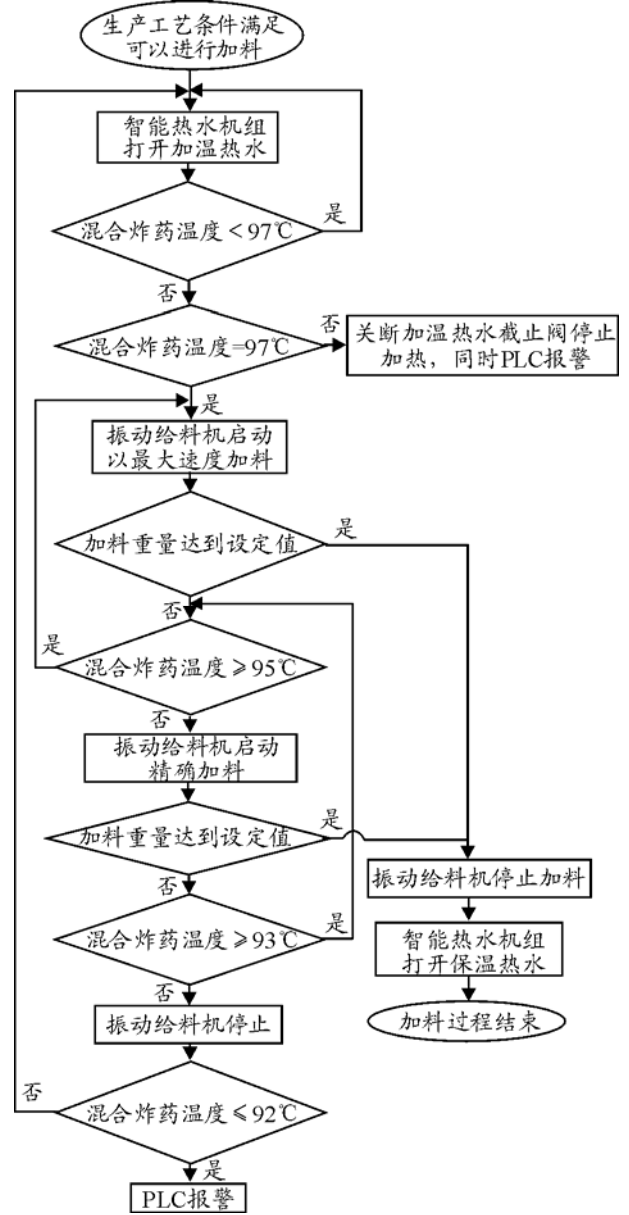 生产工艺条件满足
可以进行加料
智能热水机组
打开加温热水
是
混合炸药温度＜97℃
否
混合炸药温度=97℃
否
关断加温热水截止阀停止
加热，同时PLC报警
是
振动给料机启动
以最大速度加料
是
加料重量达到设定值
否
是
混合炸药温度≥95℃
否
振动给料机启动
精确加料
加料重量达到设定值
是
否
振动给料机停止加料
是
混合炸药温度≥93℃
智能热水机组
打开保温热水
否
振动给料机停止
加料过程结束
否
混合炸药温度≤92℃
是
PLC报警